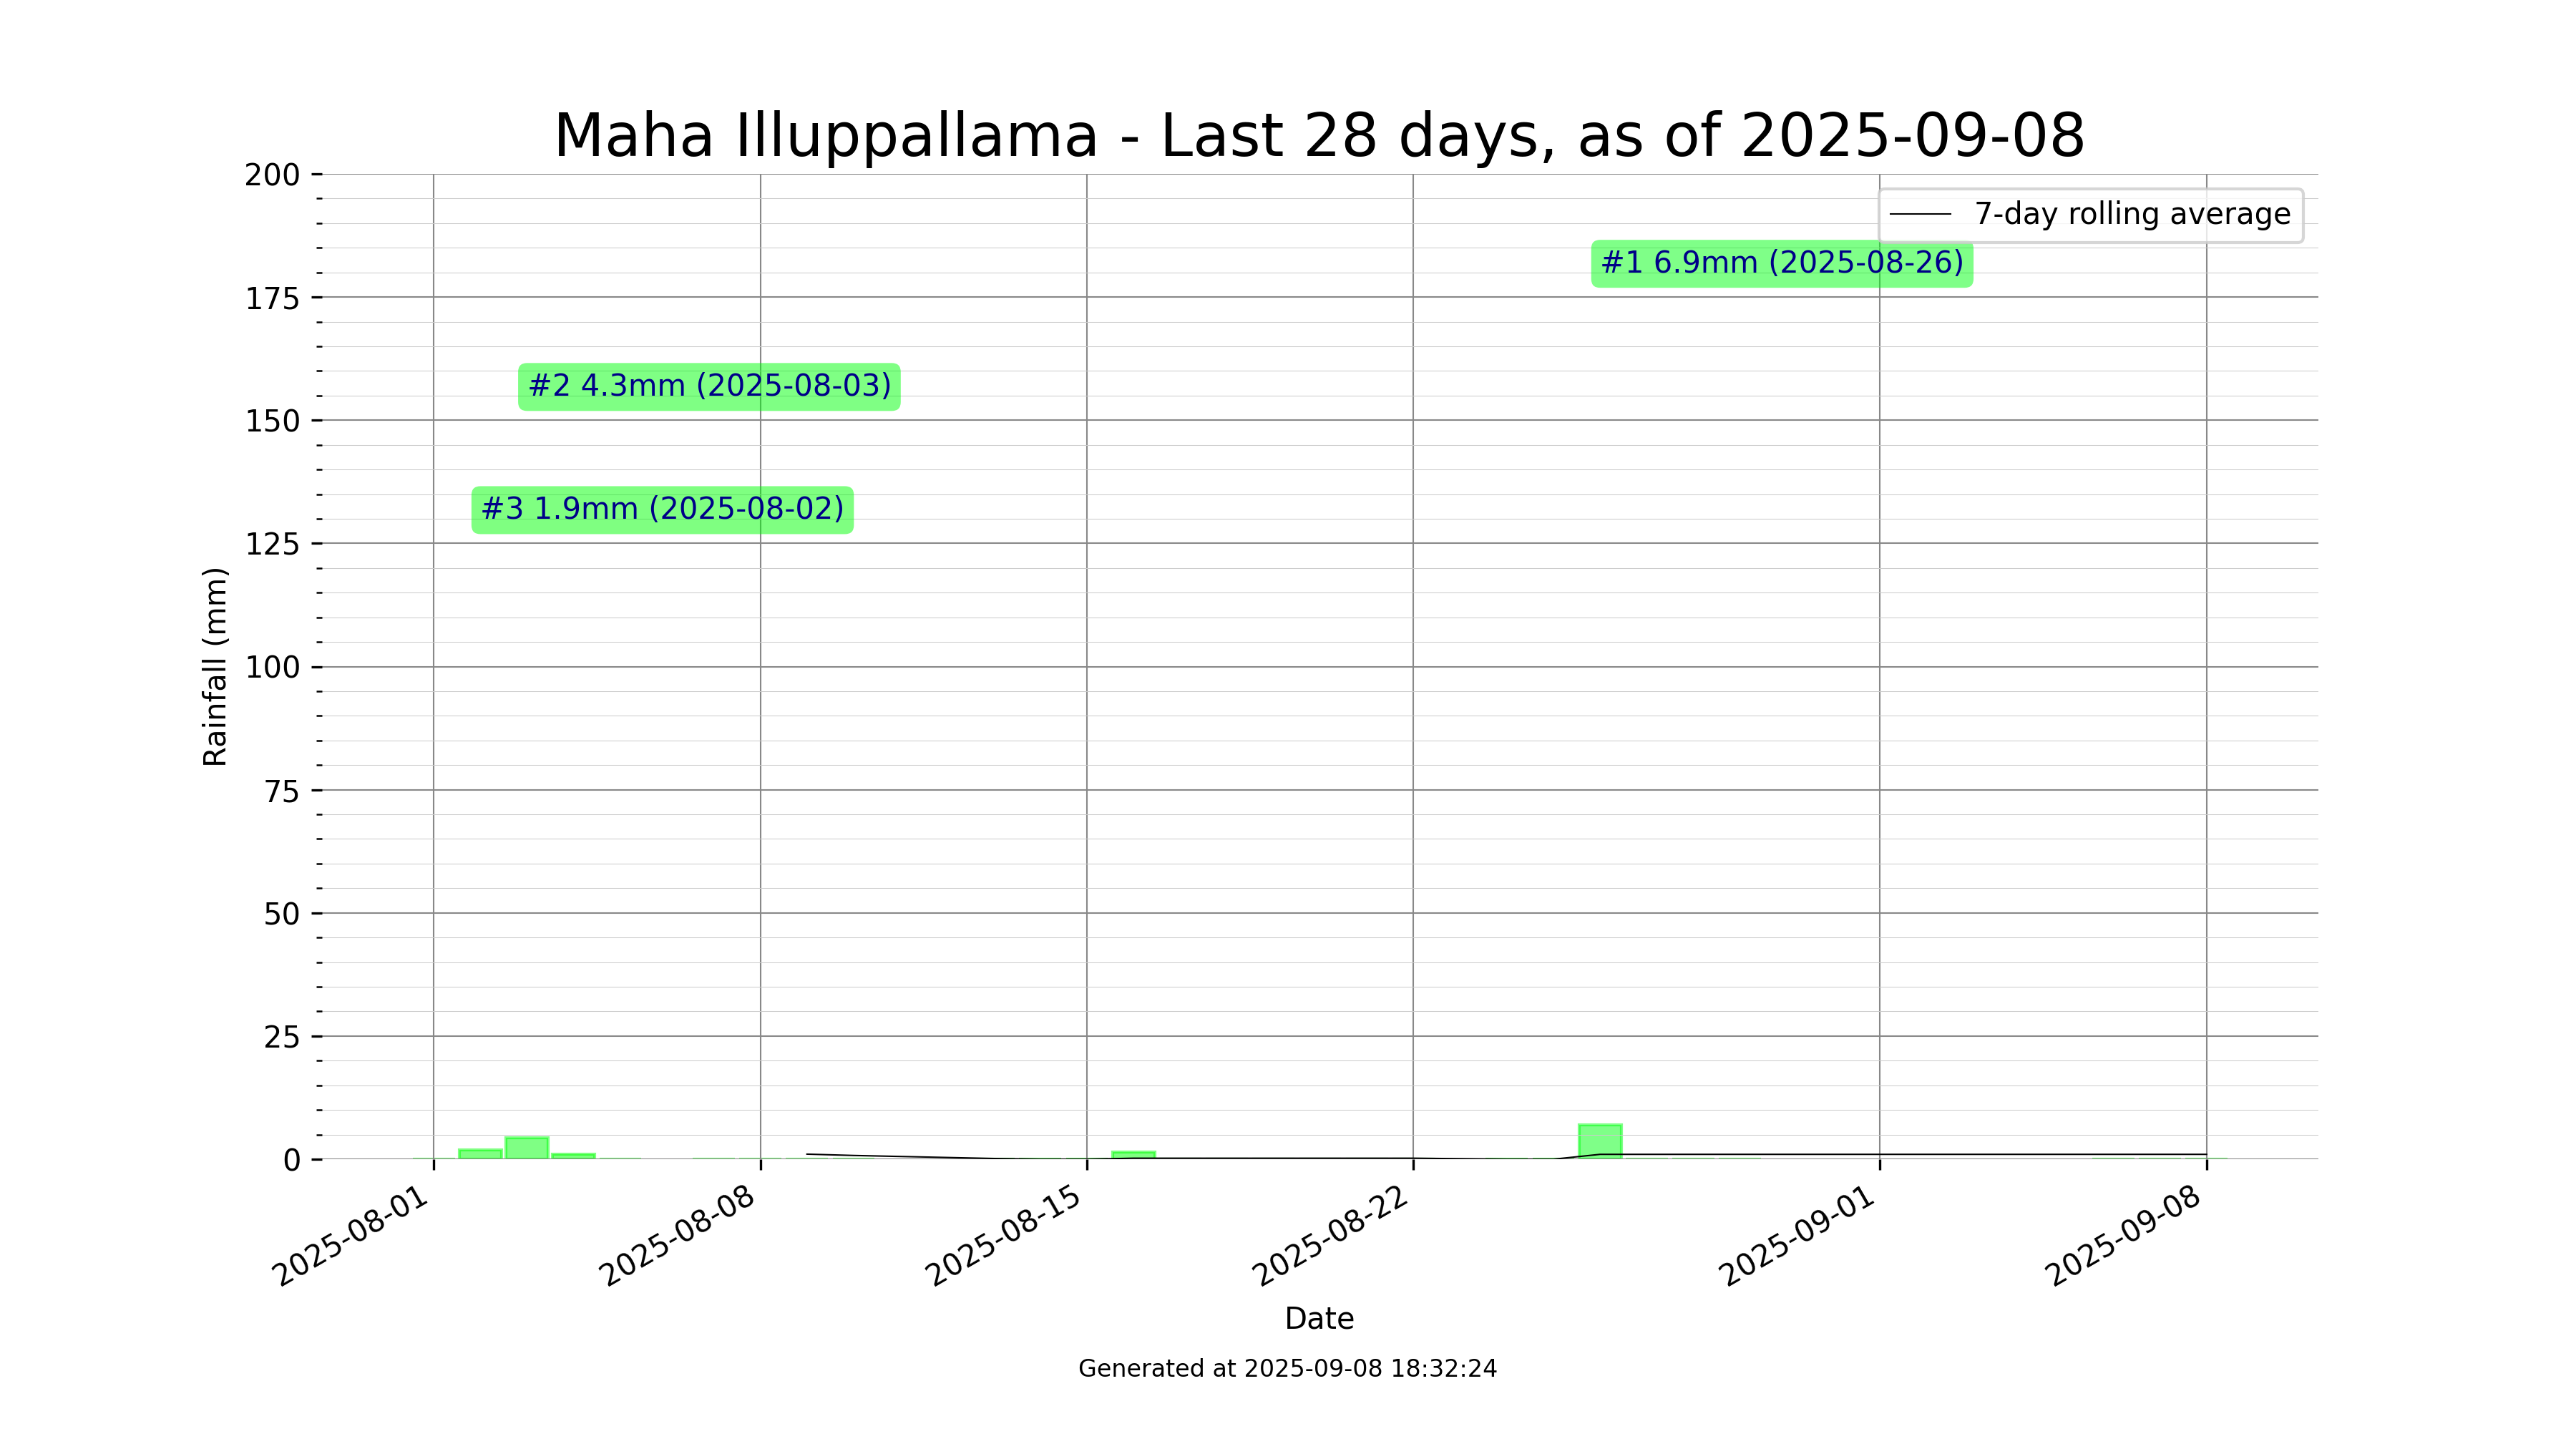 Maha Illuppallama - Last 28 days, as of 2025-09-08
200
175
150
125
100
75
50
25
0
Rainfall (mm)
7-day rolling average
#1 6.9mm (2025-08-26)
#2 4.3mm (2025-08-03)
#3 1.9mm (2025-08-02)
2025-08-01
2025-08-08
2025-08-15
2025-08-22
2025-09-01
2025-09-08
Date
Generated at 2025-09-08 18:32:24